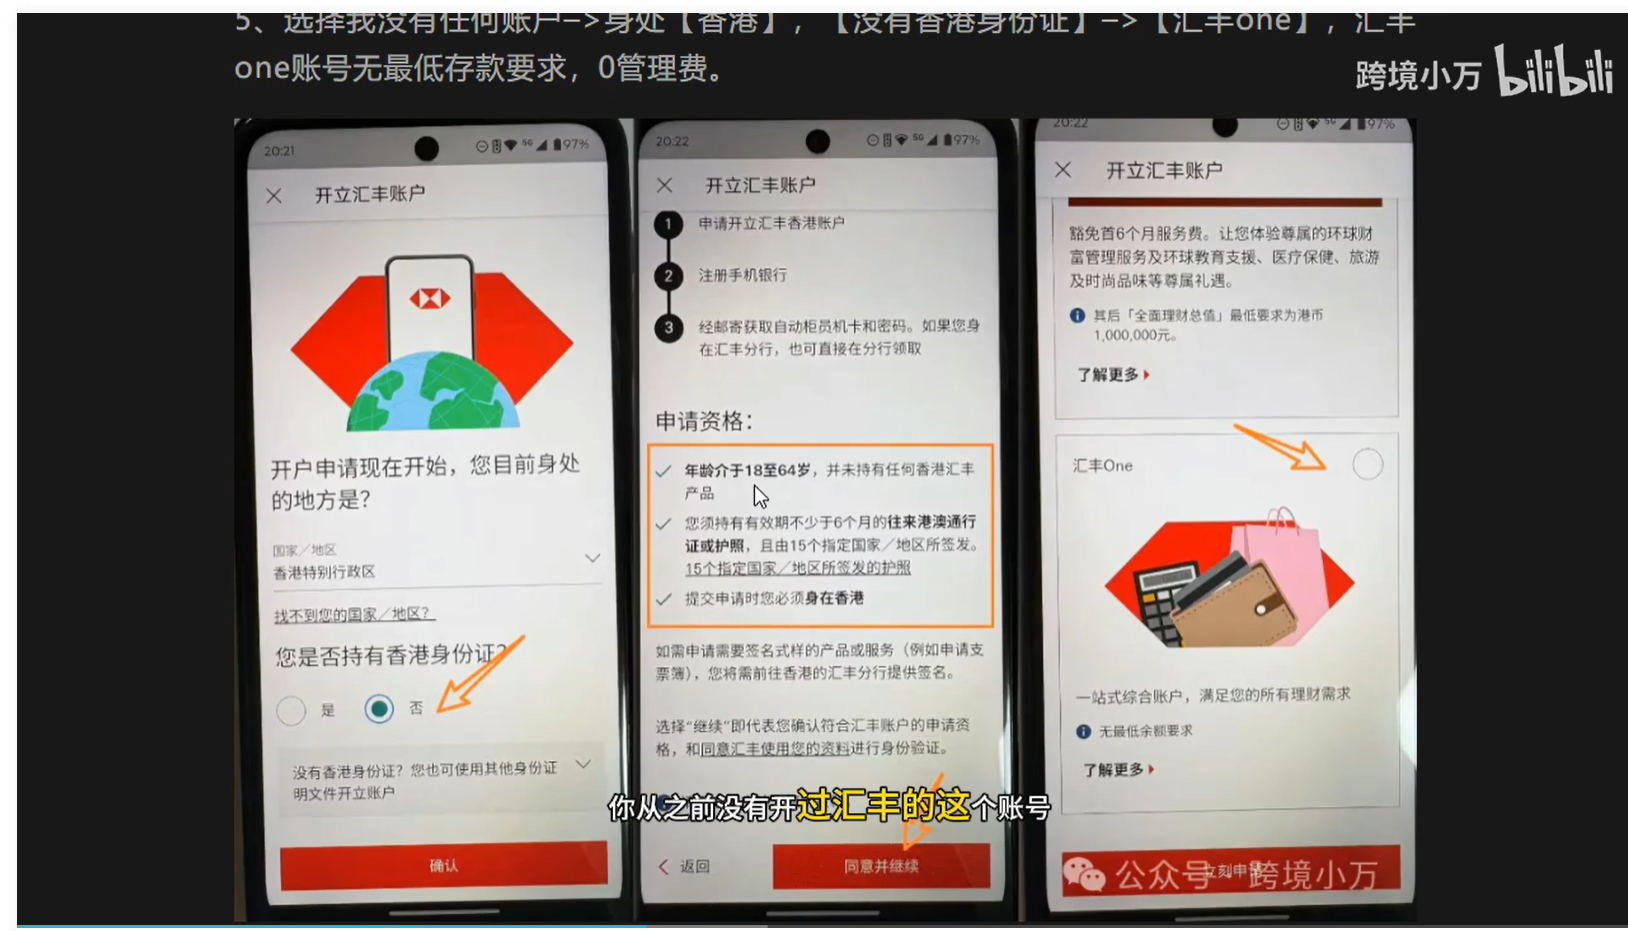 5、选择我没有任何账户–>身处【香港】，【没有香港身份证】–>【汇丰one】，汇丰
one账号无最低存款要求，0管理费。
跨境小万 bilibili
20:21
5G 97%
开立汇丰账户
开户申请现在开始，您目前身处
的地方是？
国家／地区
香港特别行政区
找不到您的国家／地区？
您是否持有香港身份证？
是
否
没有香港身份证？您也可使用其他身份证
明文件开立账户
确认
20:22
5G 97%
开立汇丰账户
1 申请开立汇丰香港账户
2 注册手机银行
3 经邮寄获取自动柜员机卡和密码。如果您身
在汇丰分行，也可直接在分行领取
申请资格：
年龄介于18至64岁，并未持有任何香港汇丰
产品
您须持有有效期不少于6个月的往来港澳通行
证或护照，且由15个指定国家／地区所签发。
15个指定国家／地区所签发的护照
提交申请时您必须身在香港
如需申请需要签名式样的产品或服务（例如申请支
票簿），您将需前往香港的汇丰分行提供签名。
选择“继续”即代表您确认符合汇丰账户的申请资
格，和同意汇丰使用您的资料进行身份验证。
返回
同意并继续
20:22
5G 97%
开立汇丰账户
豁免首6个月服务费。让您体验尊属的环球财
富管理服务及环球教育支援、医疗保健、旅游
及时尚品味等尊属礼遇。
其后「全面理财总值」最低要求为港币
1,000,000元。
了解更多
汇丰One
一站式综合账户，满足您的所有理财需求
无最低余额要求
了解更多
立刻申请
公众号 · 跨境小万
你从之前没有开过汇丰的这个账号